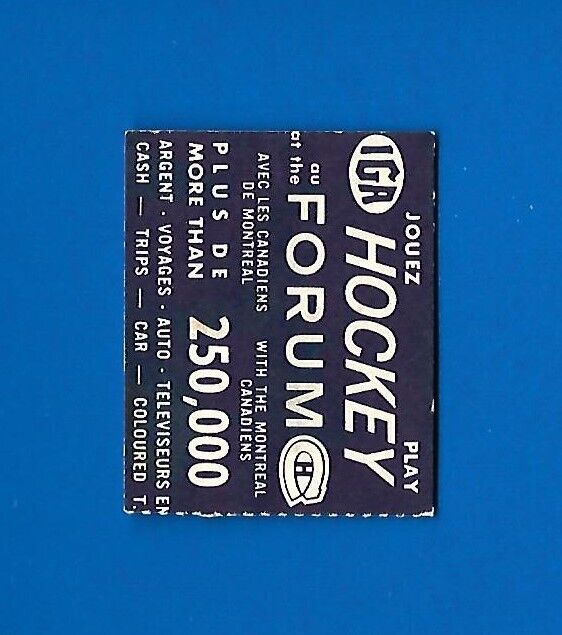 JOUEZ PLAY
IGA HOCKEY
au
at the FORUM
AVEC LES CANADIENS WITH THE MONTREAL
DE MONTREAL CANADIENS
PLUS DE
MORE THAN 250,000
ARGENT · VOYAGES · AUTO · TELEVISEURS EN
CASH — TRIPS — CAR — COLOURED T.